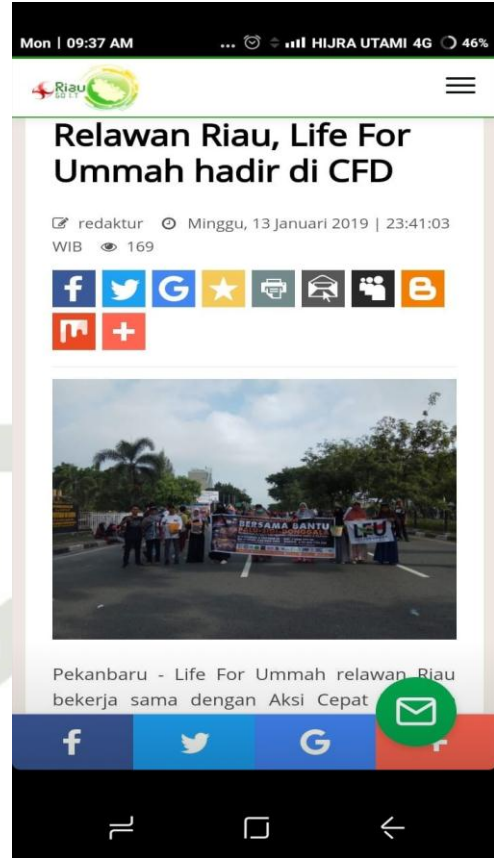 Mon | 09:37 AM ... HIJRA UTAMI 4G 46%
Riau
Relawan Riau, Life For
Ummah hadir di CFD
redaktur Minggu, 13 Januari 2019 | 23:41:03
WIB 169
BERSAMA BANTU
DONGGALA
LFU
Pekanbaru - Life For Ummah relawan Riau
bekerja sama dengan Aksi Cepat